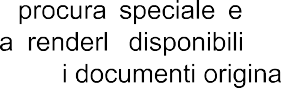 procura speciale e
a renderl disponibili
i documenti origina